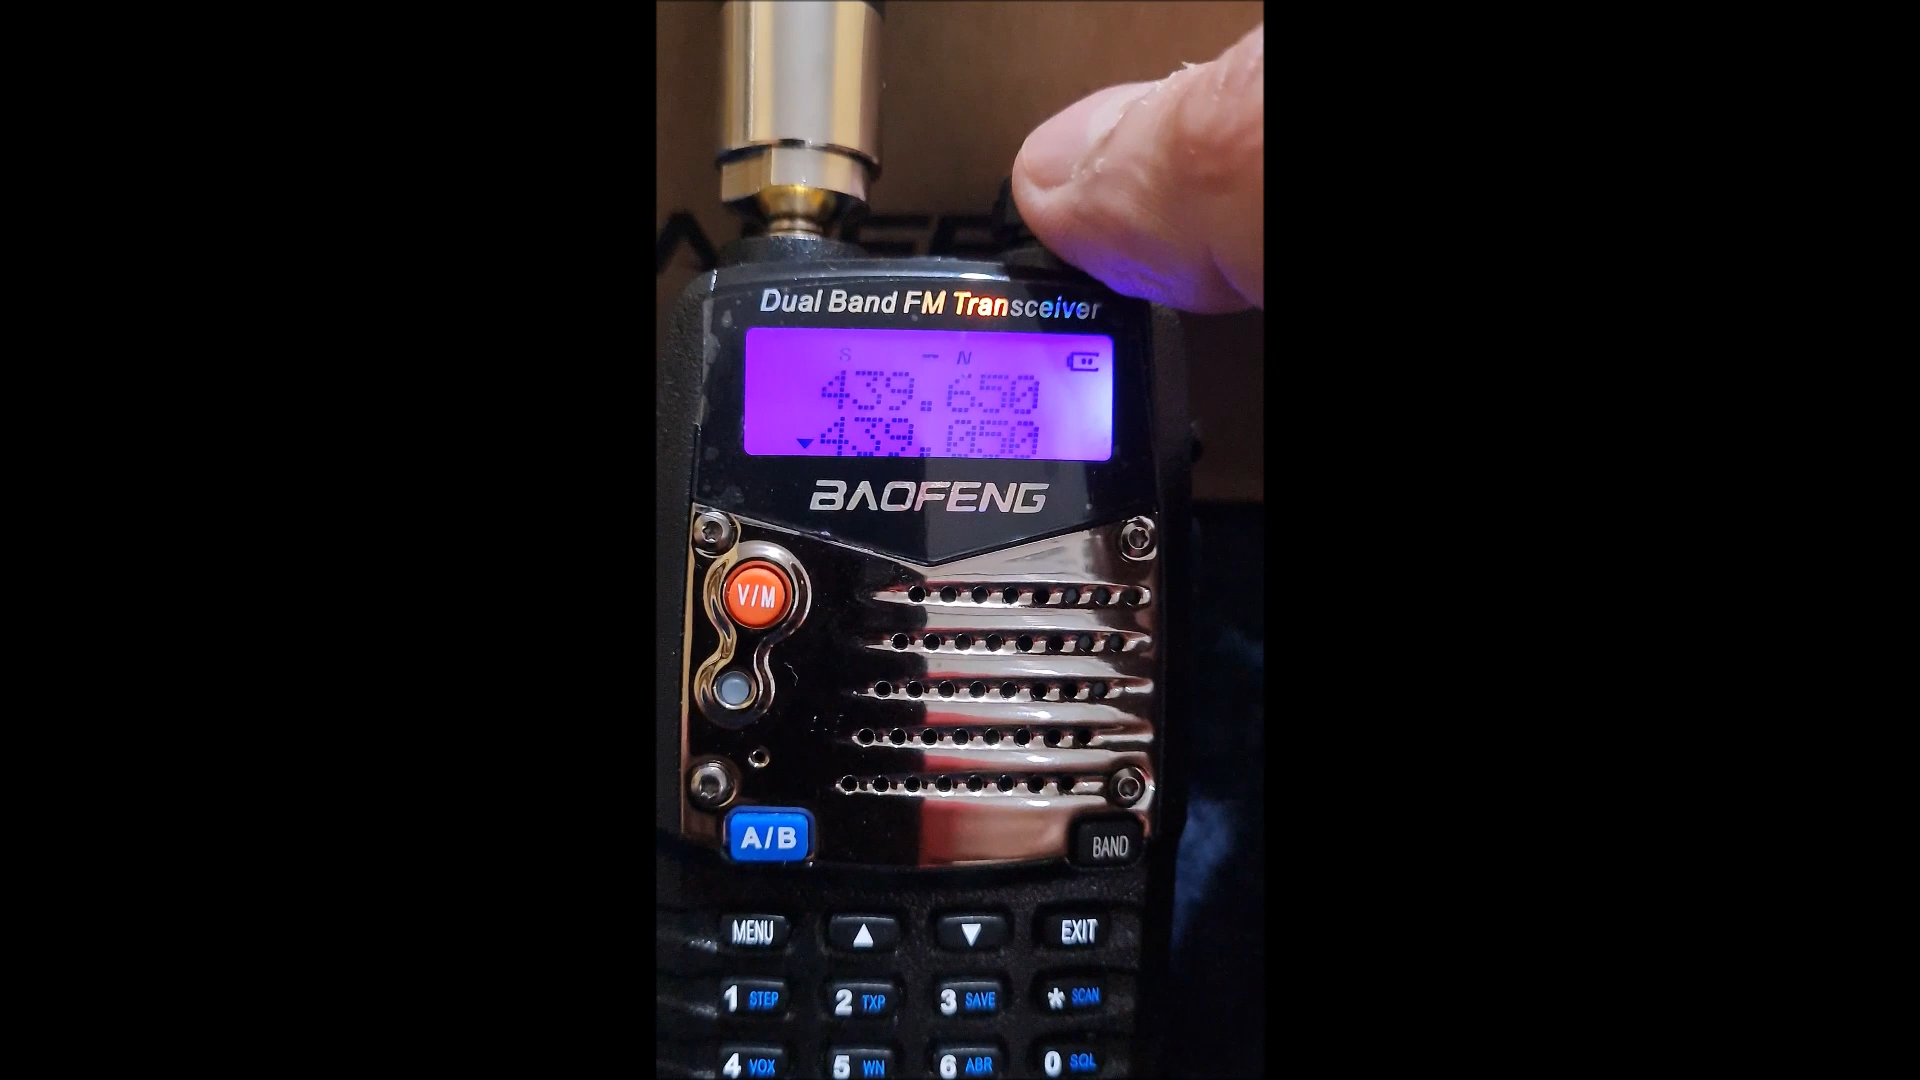 Dual Band FM Transceiver
S - N
439.650
▼439.050
BAOFENG
V/M
A/B
BAND
MENU ▲ ▼ EXIT
1 STEP 2 TXP 3 SAVE * SCAN
4 VOX 5 WN 6 ABR 0 SQL